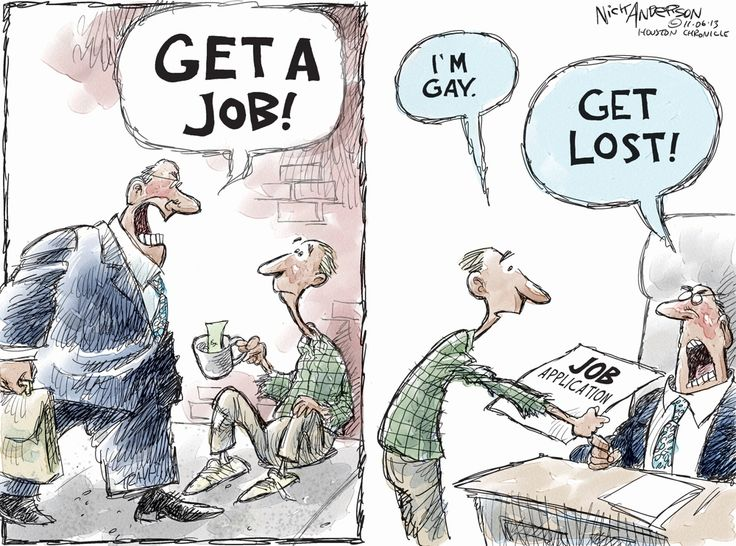 GET A
JOB!
I'M
GAY.
GET
LOST!
JOB
APPLICATION
NICK ANDERSON
©11.06.13
HOUSTON CHRONICLE